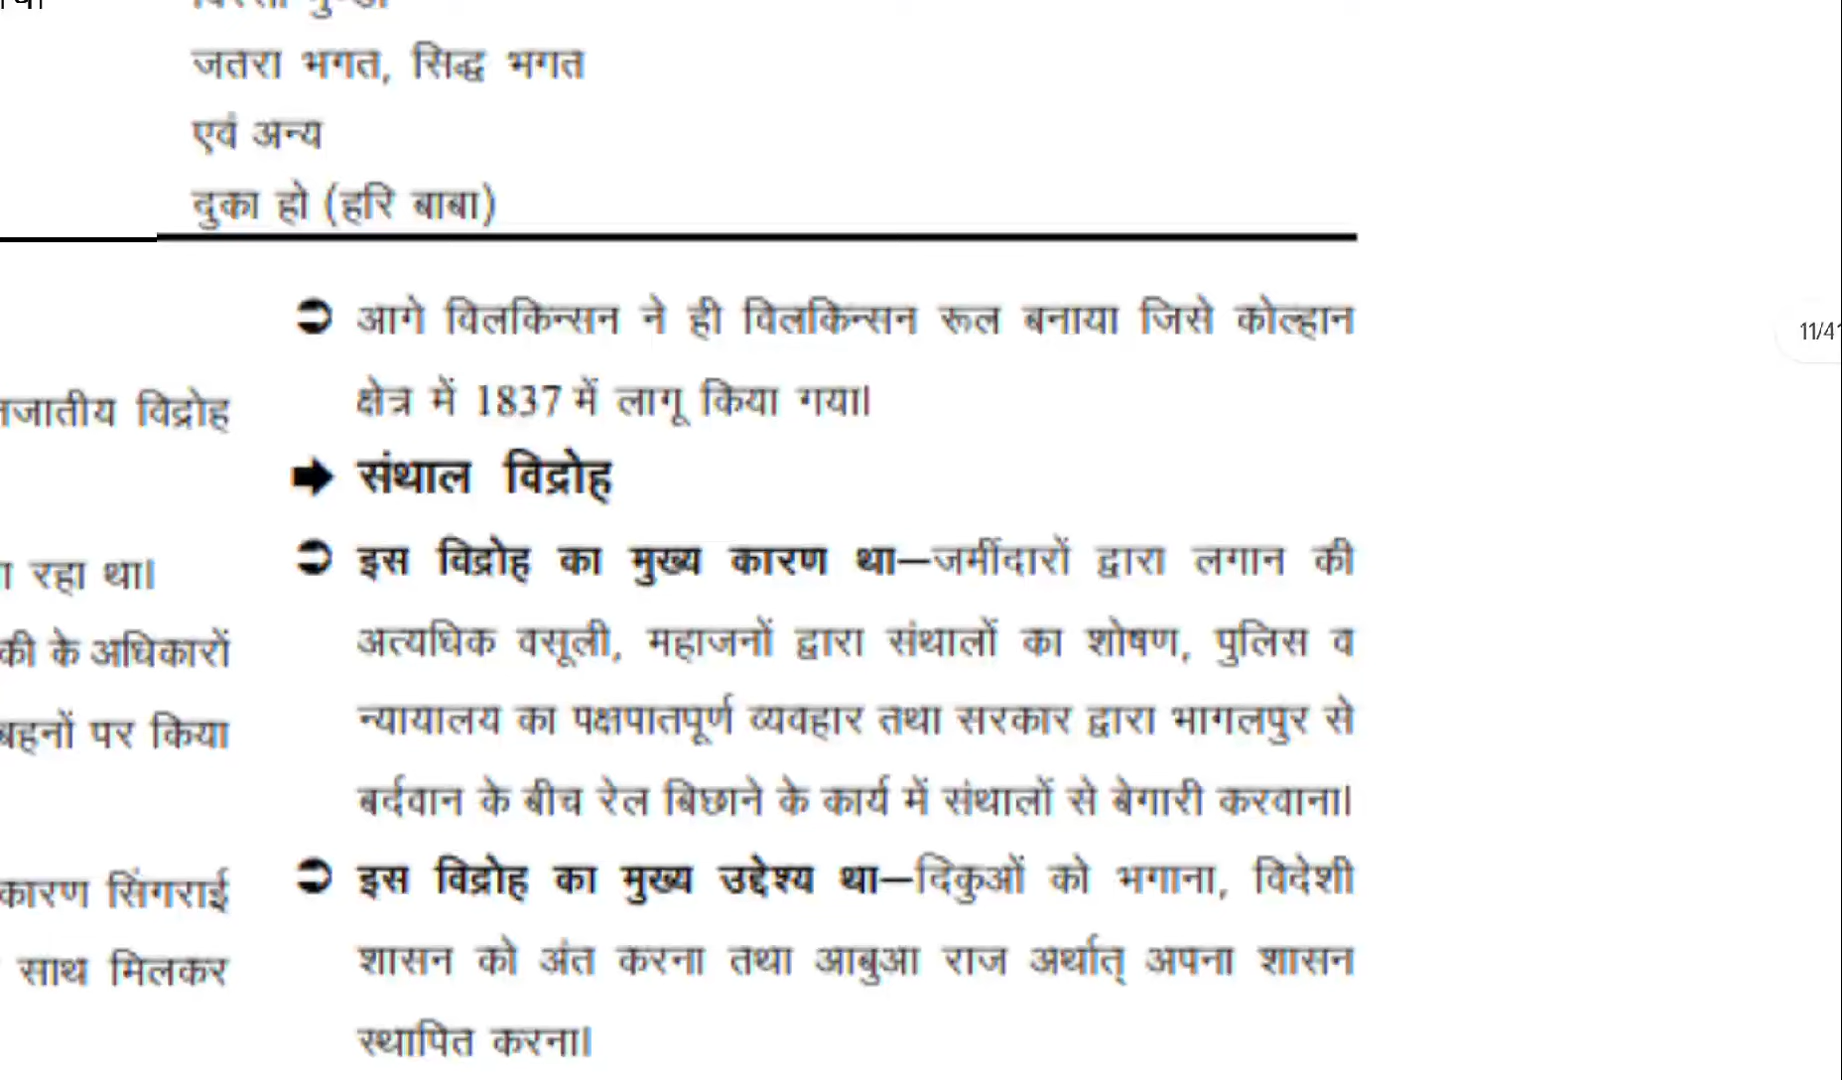 जतरा भगत, सिद्ध भगत
एवं अन्य
दुका हो (हरि बाबा)
विद्रोह
रहा था।
की के अधिकारों
पर किया
कारण सिंगराई
साथ मिलकर
➲ आगे विलकिन्सन ने ही विलकिन्सन रूल बनाया जिसे कोल्हान
क्षेत्र में 1837 में लागू किया गया।
➡ संथाल विद्रोह
➲ इस विद्रोह का मुख्य कारण था—जमींदारों द्वारा लगान की
अत्यधिक वसूली, महाजनों द्वारा संथालों का शोषण, पुलिस व
न्यायालय का पक्षपातपूर्ण व्यवहार तथा सरकार द्वारा भागलपुर से
बर्दवान के बीच रेल बिछाने के कार्य में संथालों से बेगारी करवाना।
➲ इस विद्रोह का मुख्य उद्देश्य था—दिकुओं को भगाना, विदेशी
शासन को अंत करना तथा आबुआ राज अर्थात् अपना शासन
स्थापित करना।
11/41